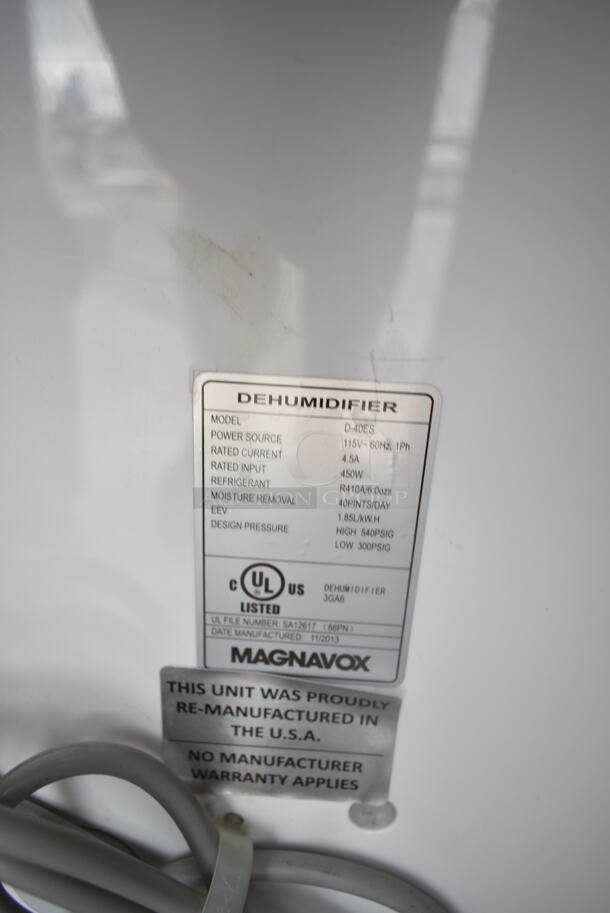 DEHUMIDIFIER
MODEL D-40ES
POWER SOURCE 115V~ 60Hz, 1Ph
RATED CURRENT 4.5A
RATED INPUT 450W
REFRIGERANT R410A/6.0ozs
MOISTURE REMOVAL 40PINTS/DAY
EEV 1.85L/kW.H
DESIGN PRESSURE HIGH 540PSIG
LOW 300PSIG
C UL US
LISTED
DEHUMIDIFIER
3GA6
UL FILE NUMBER: SA12617 (66PN)
DATE MANUFACTURED: 11/2013
MAGNAVOX
THIS UNIT WAS PROUDLY
RE-MANUFACTURED IN
THE U.S.A.
NO MANUFACTURER
WARRANTY APPLIES
AUCTION GROUP